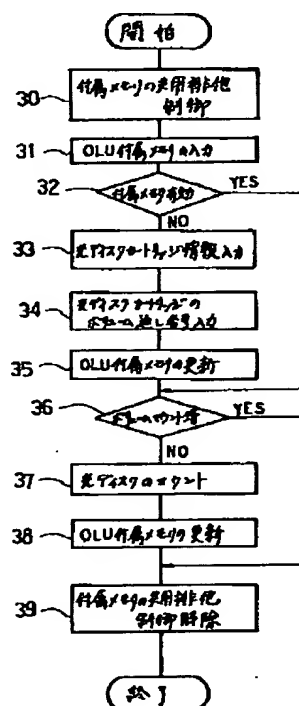 開始
30
付属メモリの共用排他
制御
31
OLU付属メモリの入力
32
付属メモリ有効
YES
NO
33
光ディスクカートリッジ情報入力
34
光ディスクカートリッジの
ボリューム通し番号入力
35
OLU付属メモリの更新
36
ボリュームマウント済
YES
NO
37
光ディスクのマウント
38
OLU付属メモリの更新
39
付属メモリの共用排他
制御解除
終了